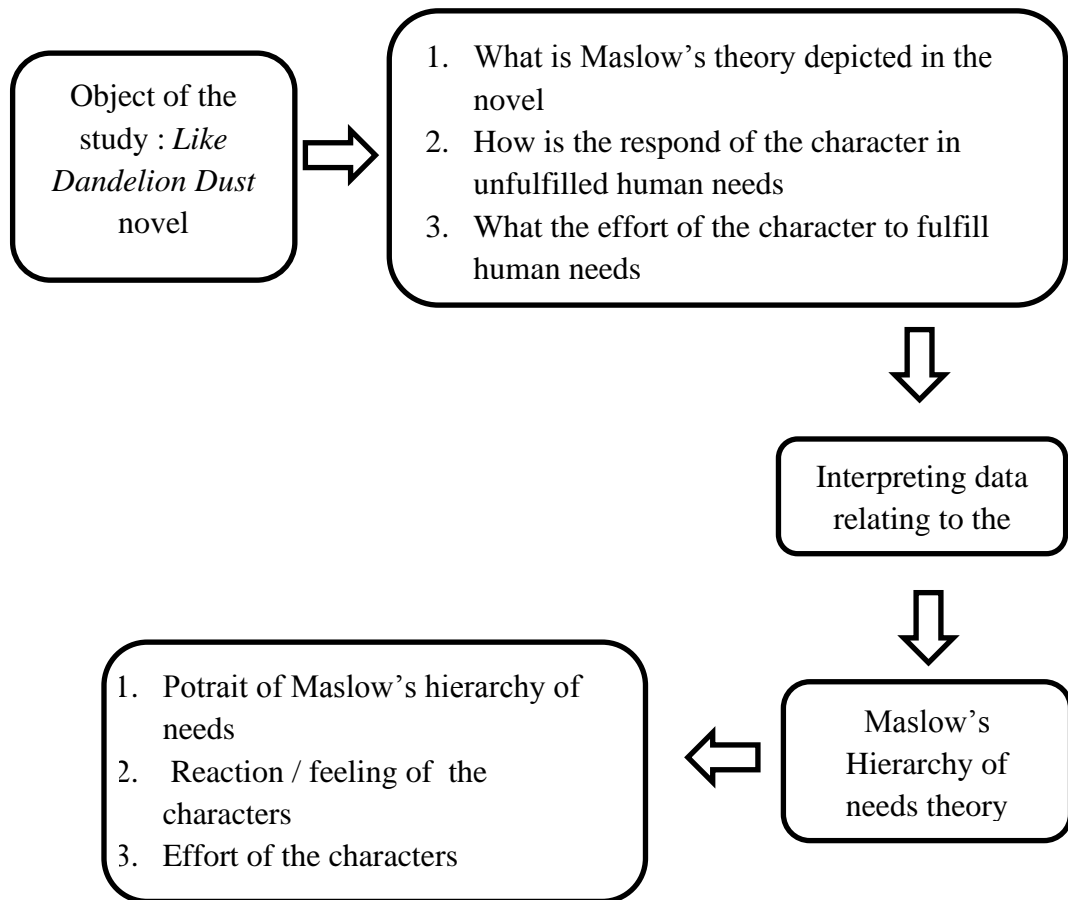 Object of the
study : Like
Dandelion Dust
novel
1. What is Maslow's theory depicted in the
novel
2. How is the respond of the character in
unfulfilled human needs
3. What the effort of the character to fulfill
human needs
Interpreting data
relating to the
Maslow's
Hierarchy of
needs theory
1. Potrait of Maslow's hierarchy of
needs
2. Reaction / feeling of the
characters
3. Effort of the characters